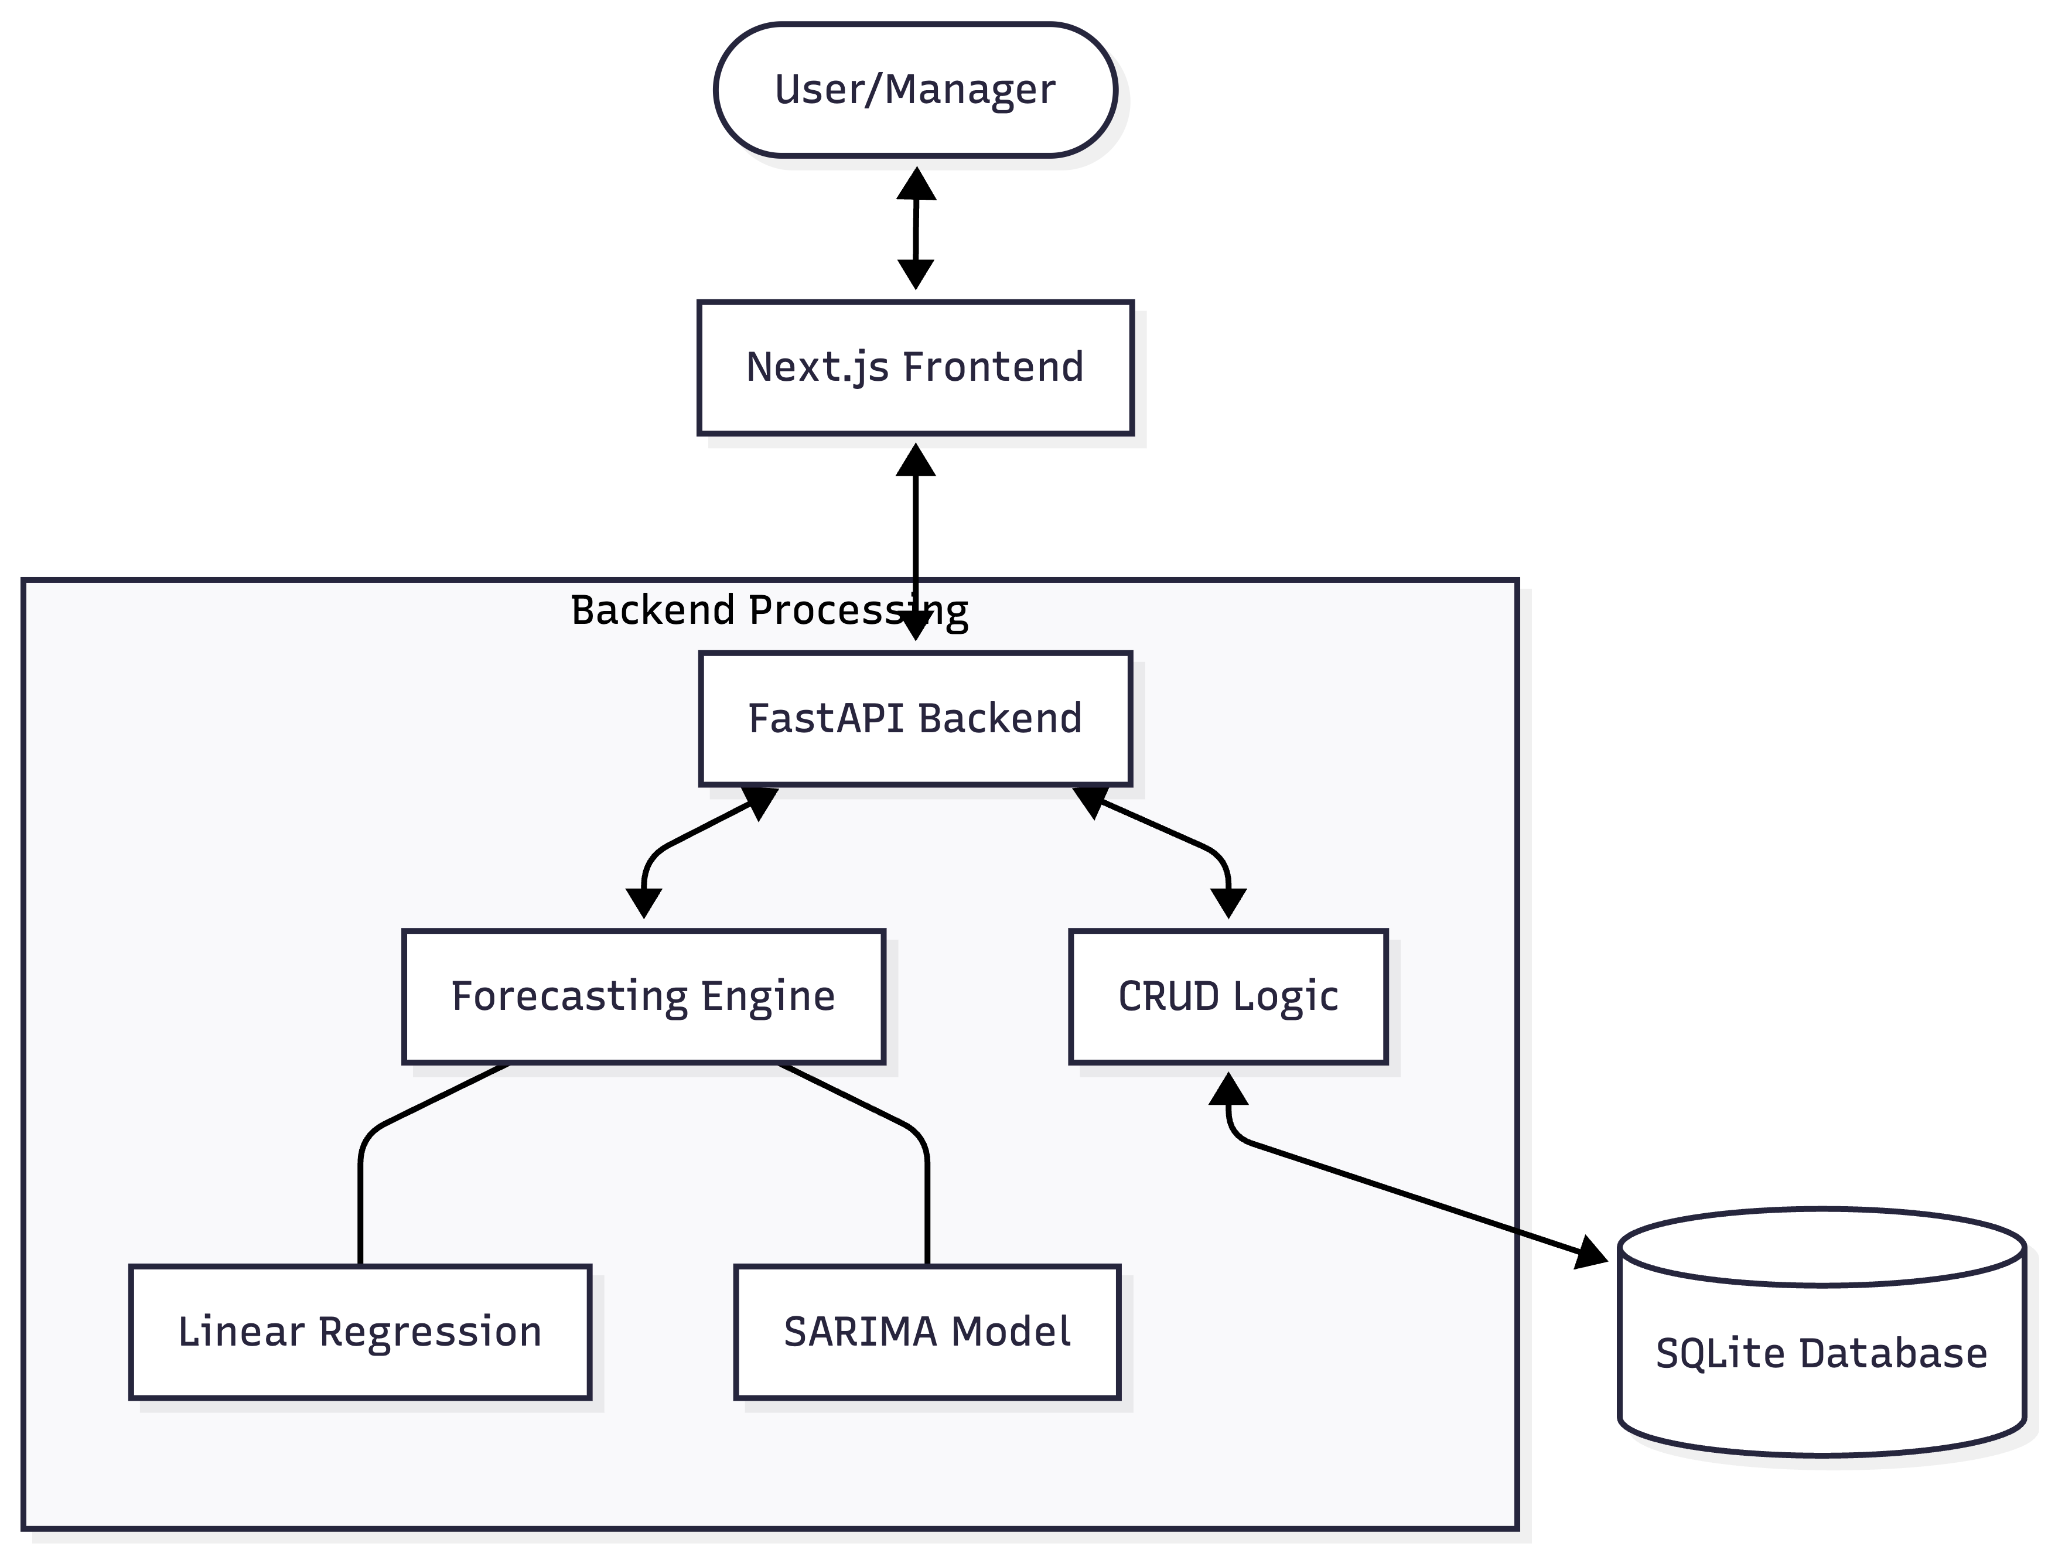 User/Manager
Next.js Frontend
Backend Processing
FastAPI Backend
Forecasting Engine
CRUD Logic
Linear Regression
SARIMA Model
SQLite Database